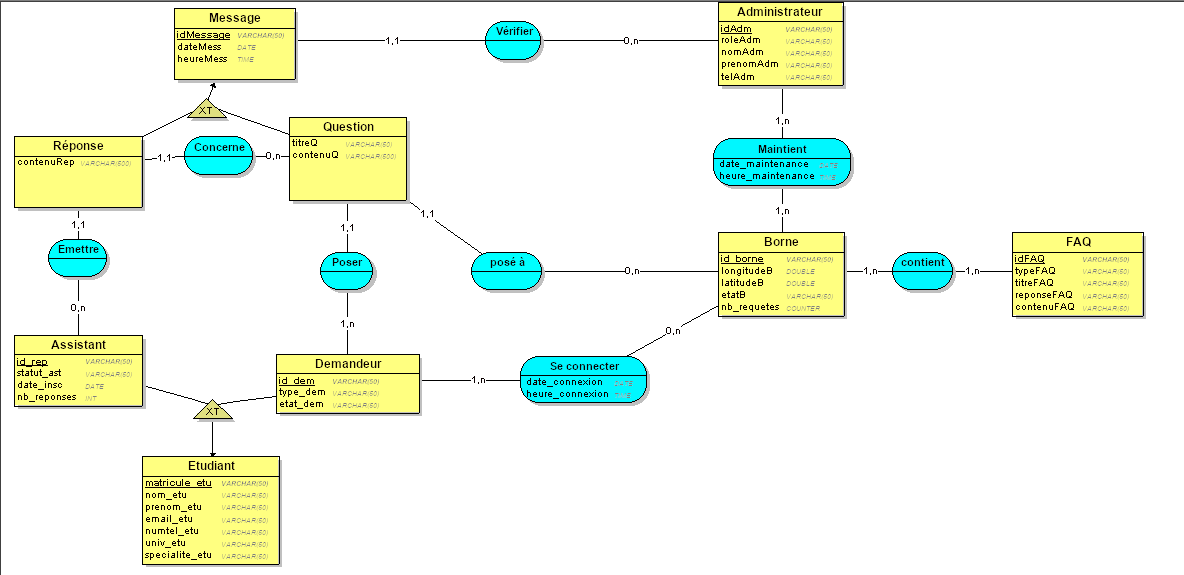 Message
idMessage VARCHAR(50)
dateMess DATE
heureMess TIME
1,1
Vérifier
0,n
Administrateur
idAdm VARCHAR(50)
roleAdm VARCHAR(50)
nomAdm VARCHAR(50)
prenomAdm VARCHAR(50)
telAdm VARCHAR(50)
XT
Réponse
contenuRep VARCHAR(500)
1,1
Concerne
0,n
Question
titreQ VARCHAR(50)
contenuQ VARCHAR(500)
1,n
Maintient
date_maintenance DATE
heure_maintenance TIME
1,n
1,1
Emettre
0,n
1,1
Poser
1,n
1,1
posé à
0,n
Borne
id_borne VARCHAR(50)
longitudeB DOUBLE
latitudeB DOUBLE
etatB VARCHAR(50)
nb_requetes COUNTER
1,n
contient
1,n
FAQ
idFAQ VARCHAR(50)
typeFAQ VARCHAR(50)
titreFAQ VARCHAR(50)
reponseFAQ VARCHAR(50)
contenuFAQ VARCHAR(50)
Assistant
id_rep VARCHAR(50)
statut_ast VARCHAR(50)
date_insc DATE
nb_reponses INT
Demandeur
id_dem VARCHAR(50)
type_dem VARCHAR(50)
etat_dem VARCHAR(50)
1,n
Se connecter
date_connexion DATE
heure_connexion TIME
0,n
XT
Etudiant
matricule_etu VARCHAR(50)
nom_etu VARCHAR(50)
prenom_etu VARCHAR(50)
email_etu VARCHAR(50)
numtel_etu VARCHAR(50)
univ_etu VARCHAR(50)
specialite_etu VARCHAR(50)